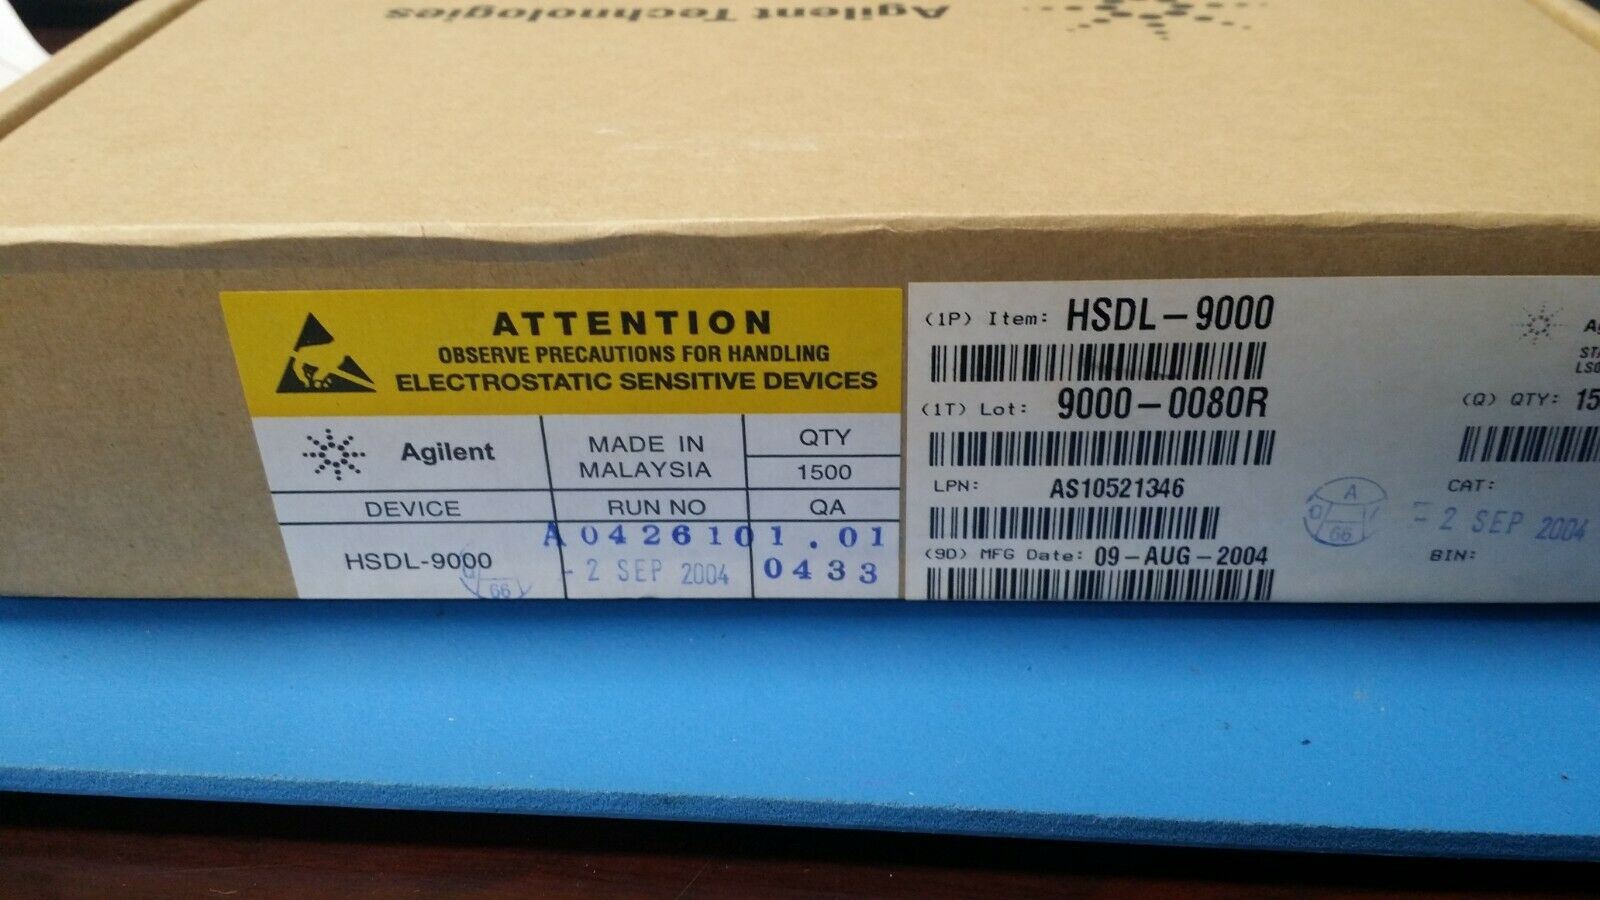 Agilent Technologies
ATTENTION
OBSERVE PRECAUTIONS FOR HANDLING
ELECTROSTATIC SENSITIVE DEVICES
Agilent
MADE IN
MALAYSIA
QTY
1500
DEVICE
RUN NO
QA
A0426101.01
HSDL-9000
- 2 SEP 2004
0433
66
(1P) Item: HSDL-9000
(1T) Lot: 9000-0080R
LPN: AS10521346
(9D) MFG Date: 09-AUG-2004
(Q) QTY: 15
A
66
CAT:
- 2 SEP 2004
BIN: